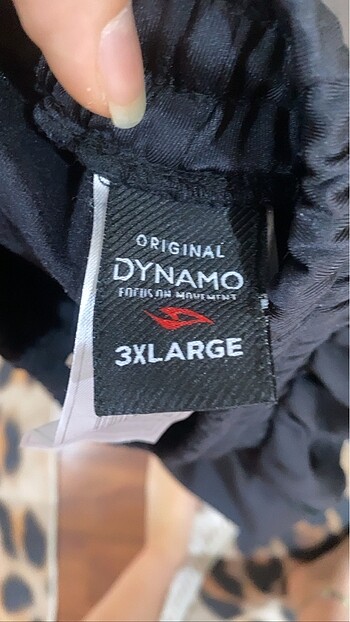 ORIGINAL
DYNAMO
FOCUS ON MOVEMENT
3XLARGE